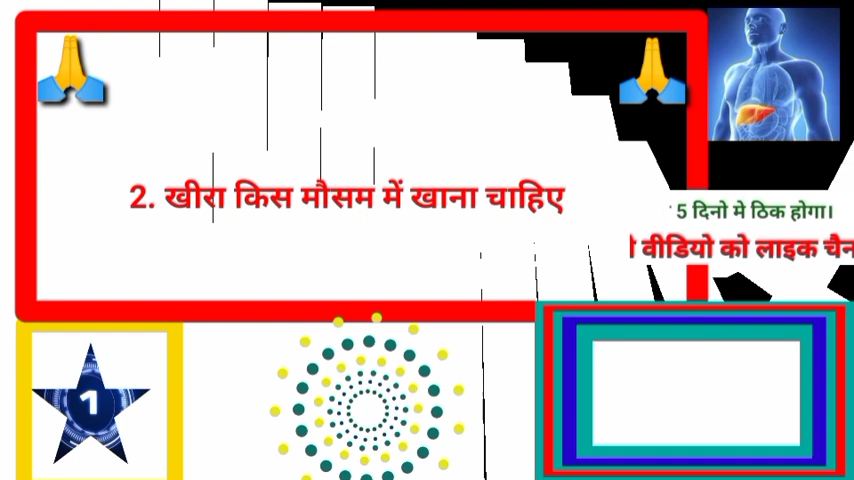 2. खीरा किस मौसम में खाना चाहिए
5 दिनो मे ठिक होगा।
वीडियो को लाइक
1